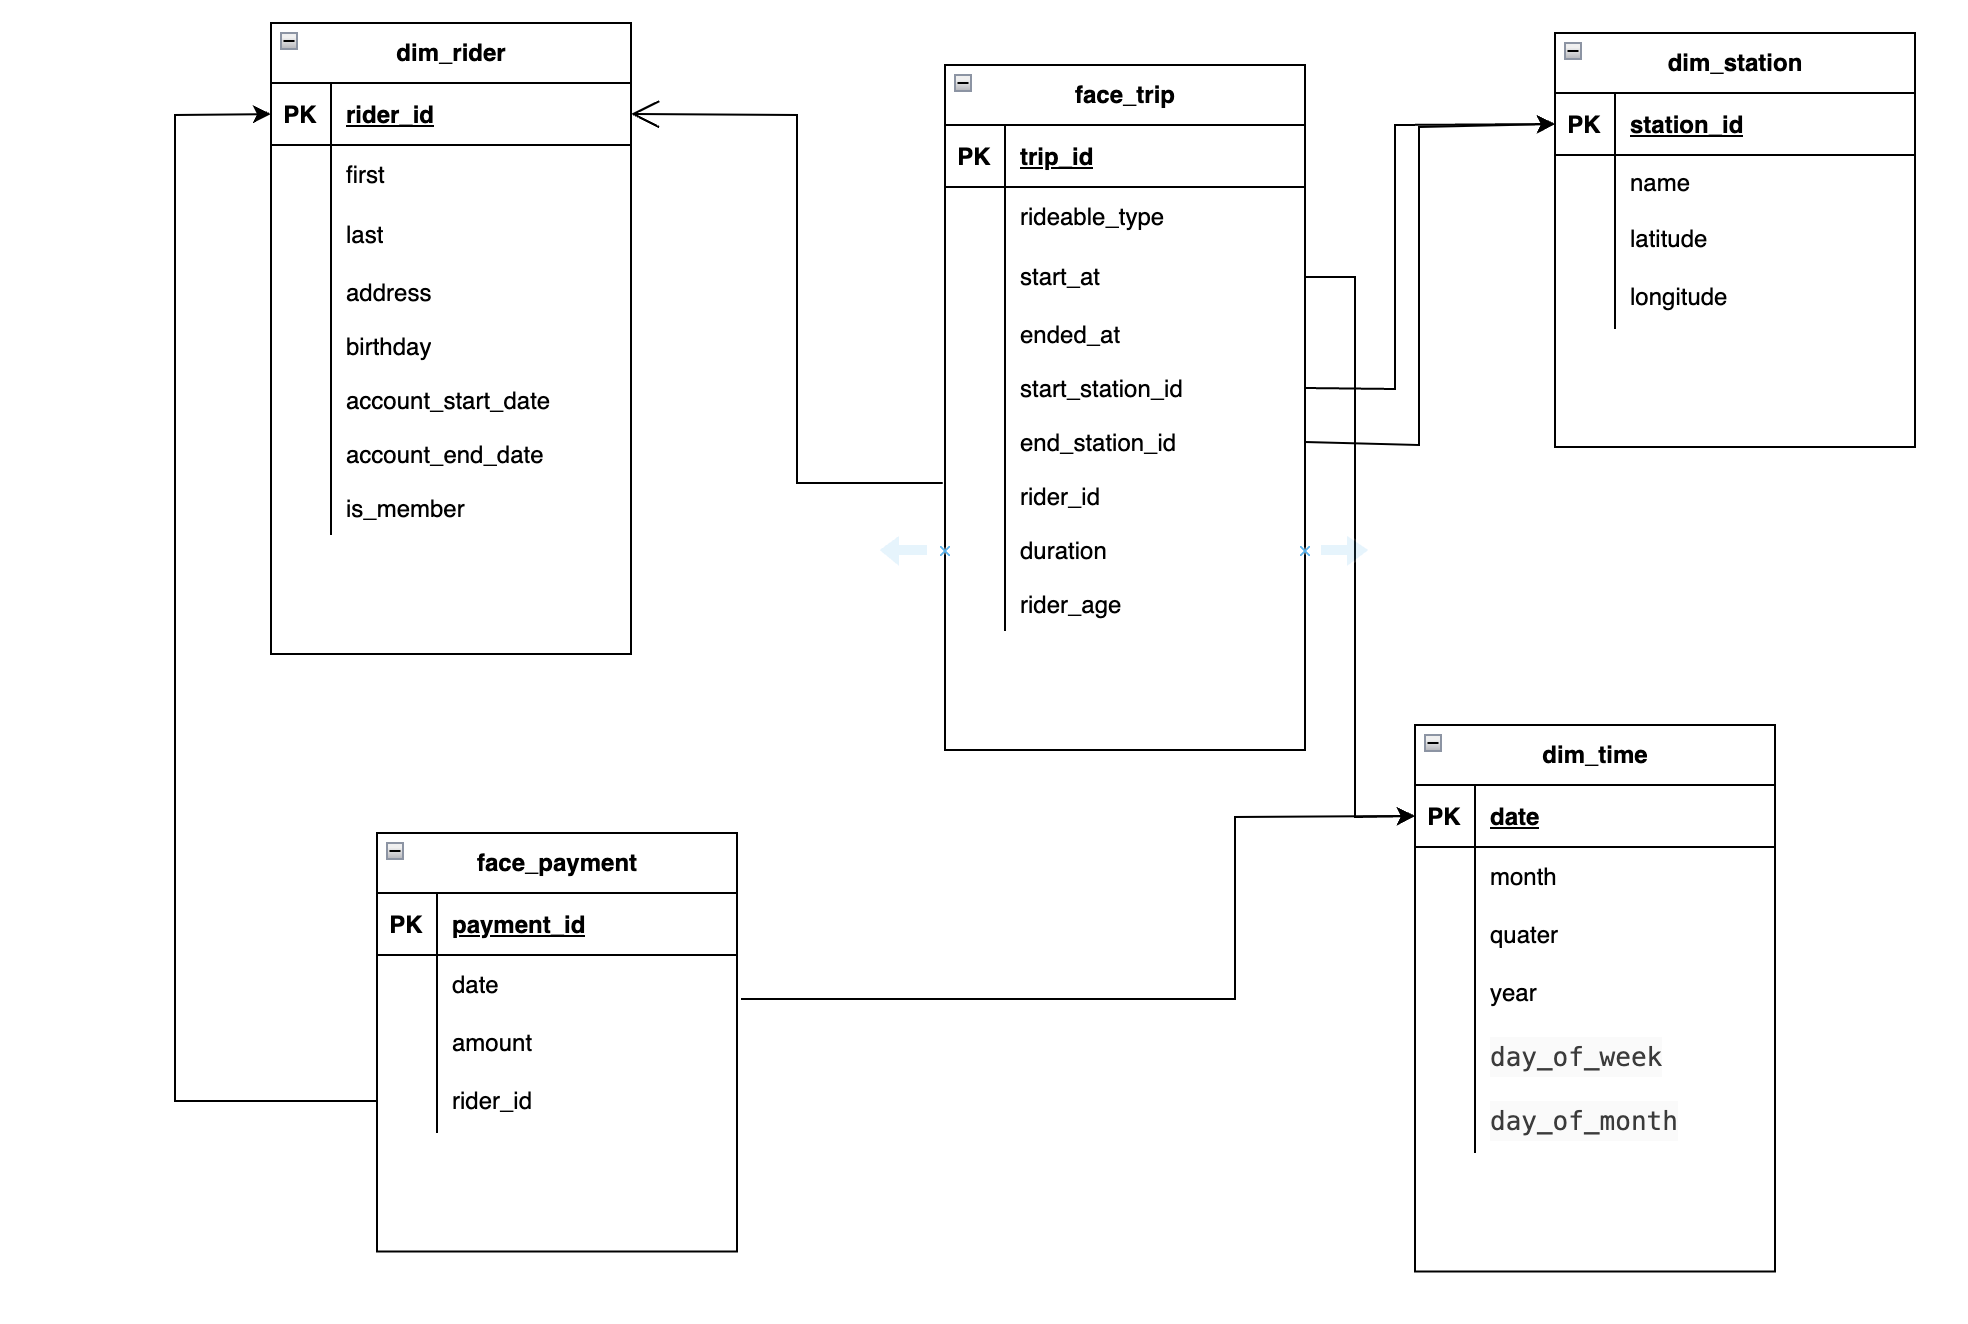 dim_rider
PK rider_id
first
last
address
birthday
account_start_date
account_end_date
is_member
face_trip
PK trip_id
rideable_type
start_at
ended_at
start_station_id
end_station_id
rider_id
duration
rider_age
dim_station
PK station_id
name
latitude
longitude
face_payment
PK payment_id
date
amount
rider_id
dim_time
PK date
month
quater
year
day_of_week
day_of_month